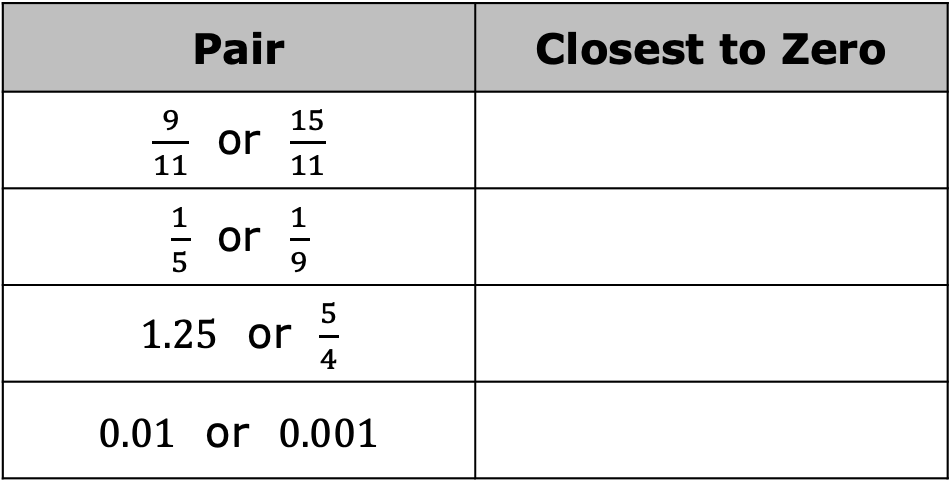 Pair Closest to Zero
9/11 or 15/11
1/5 or 1/9
1.25 or 5/4
0.01 or 0.001